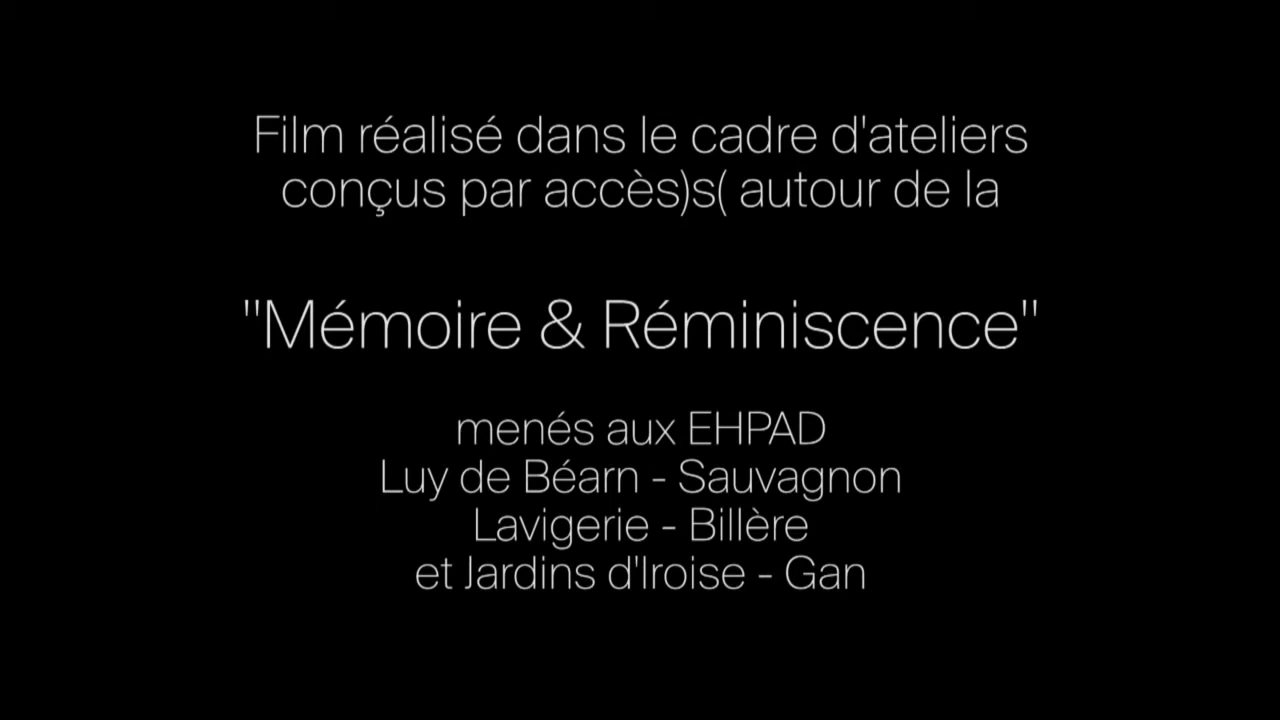 Film réalisé dans le cadre d'ateliers
conçus par accès)s( autour de la
"Mémoire & Réminiscence"
menés aux EHPAD
Luy de Béarn - Sauvagnon
Lavigerie - Billère
et Jardins d'Iroise - Gan